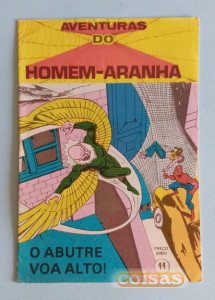 AVENTURAS
DO
HOMEM-ARANHA
O ABUTRE
VOA ALTO!
PREÇO
11
coisas